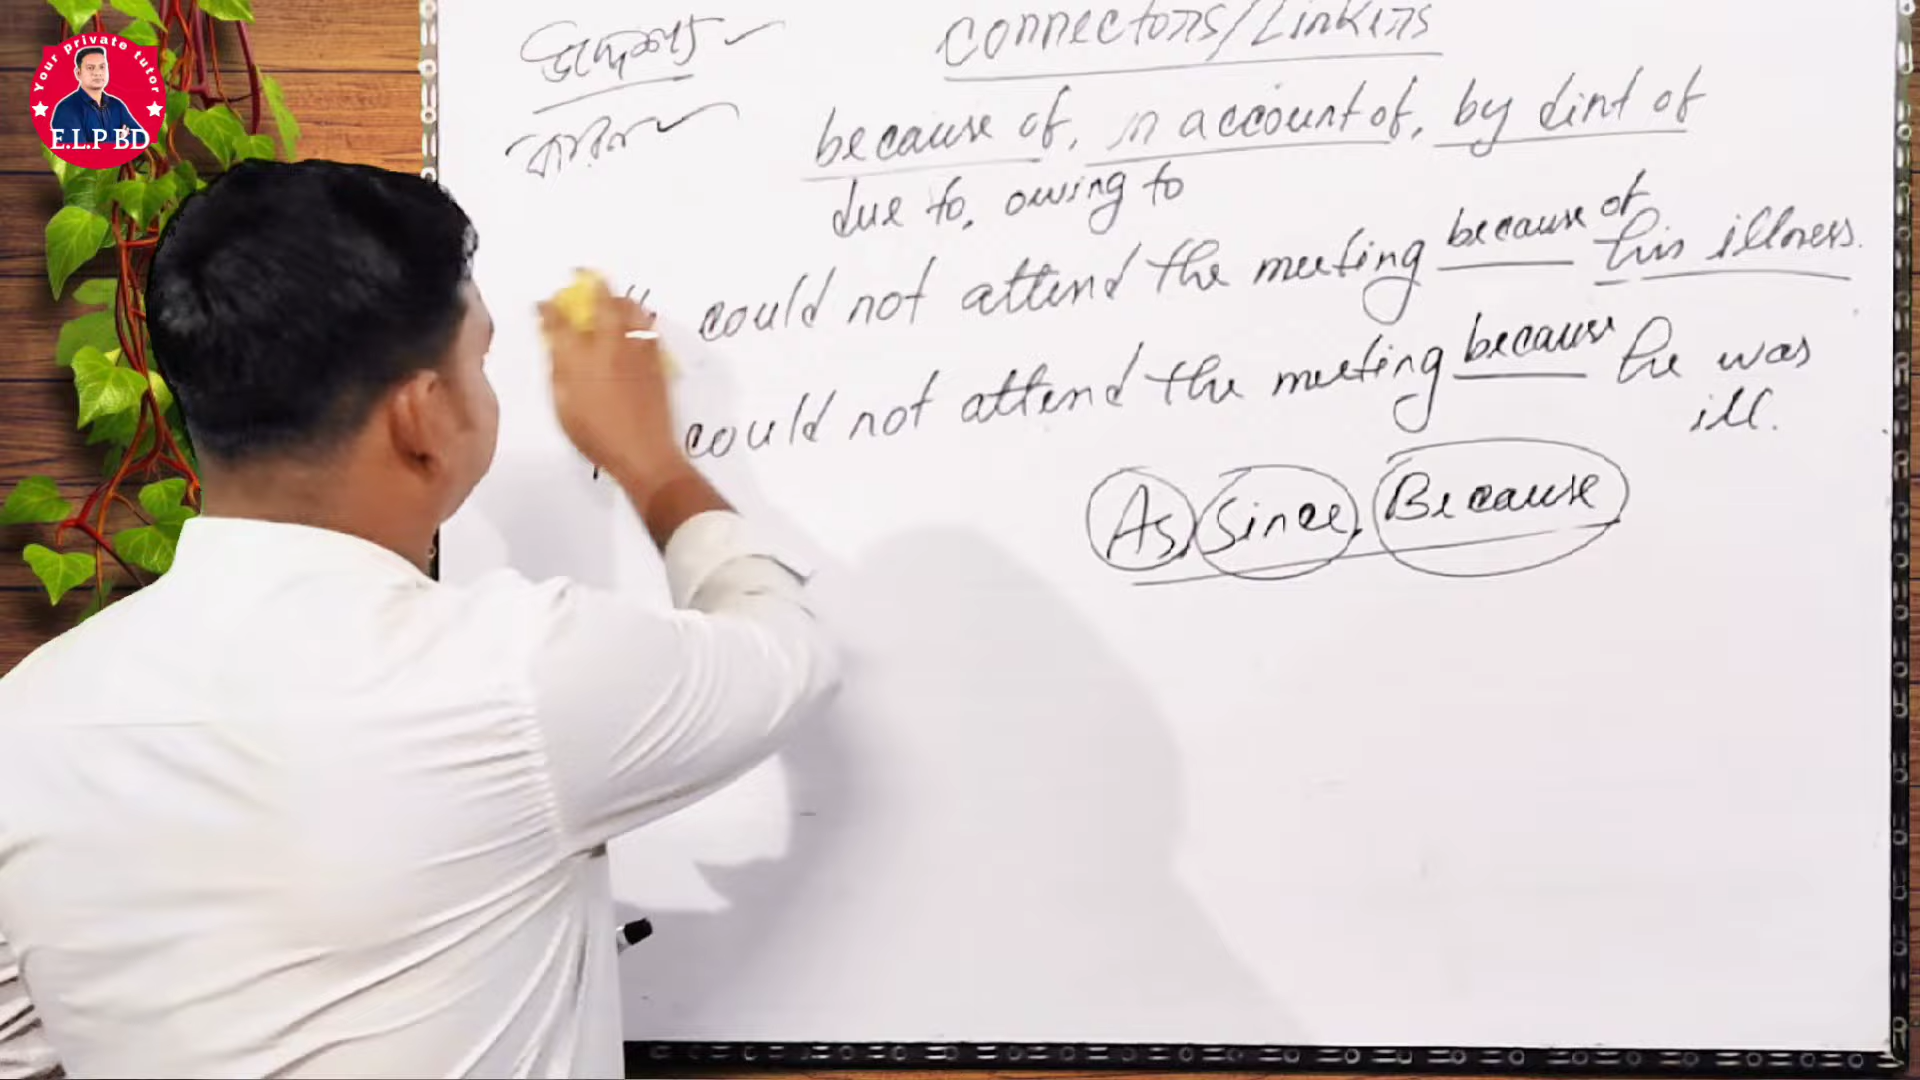 Your private tutor
E.L.P BD
উদ্দেশ্য
কারন
connectors/Linkers
because of, on account of, by dint of
due to, owing to
could not attend the meeting because of his illness.
could not attend the meeting because he was
ill.
As, Since, Because